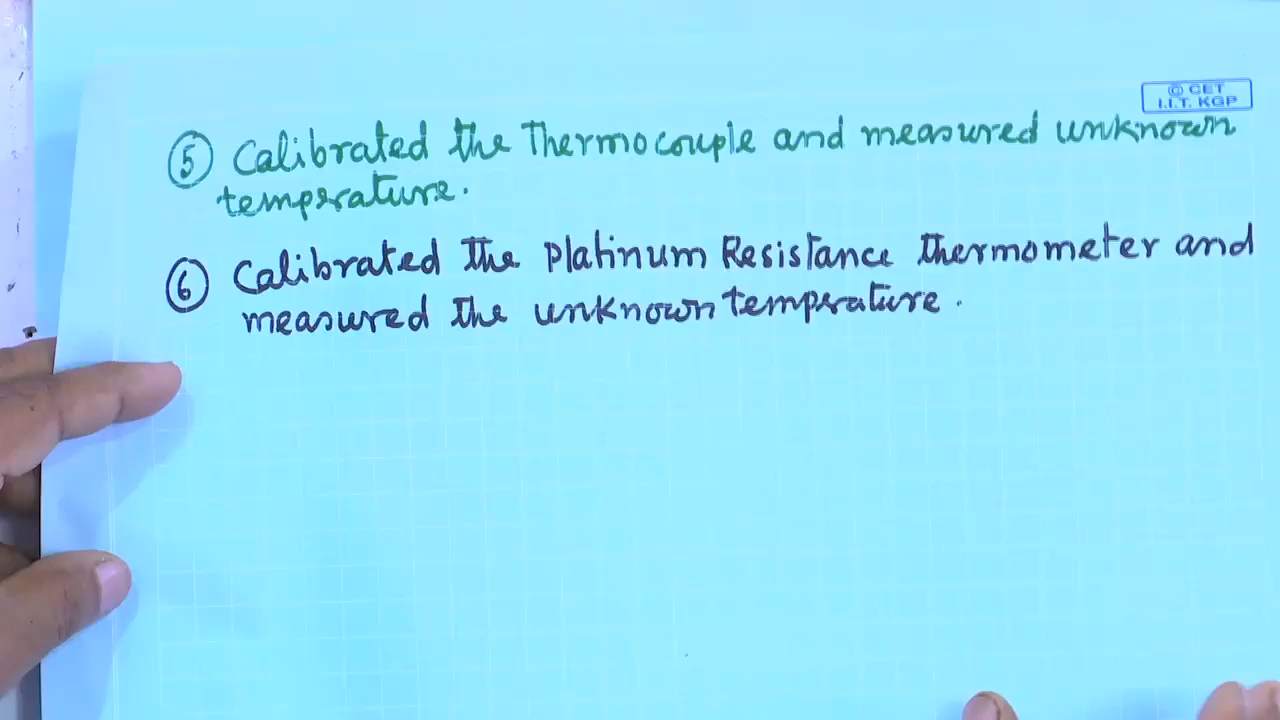 © CET
I.I.T. KGP
⑤ Calibrated the Thermocouple and measured unknown
temperature.
⑥ Calibrated the Platinum Resistance thermometer and
measured the unknown temperature.